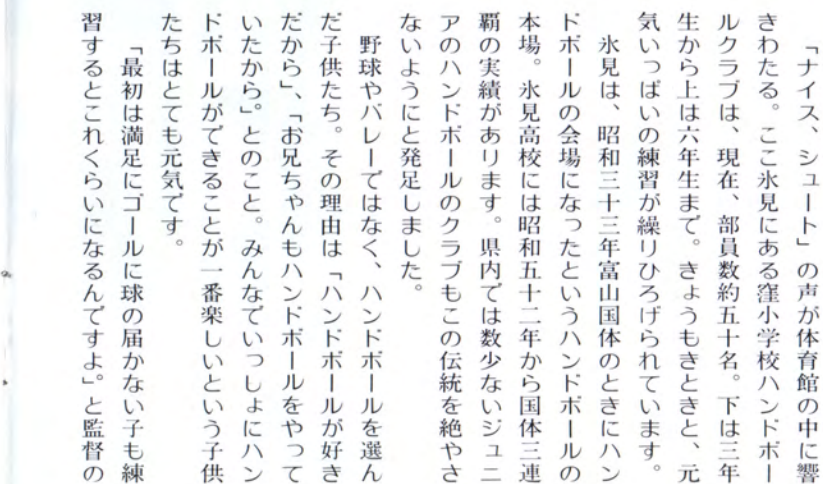 「ナイス、シュート」の声が体育館の中に響
きわたる。ここ氷見にある窪小学校ハンドボー
ルクラブは、現在、部員数約五十名。下は三年
生から上は六年生まで。きょうもきときと、元
気いっぱいの練習が繰りひろげられています。
氷見は、昭和三十三年富山国体のときにハン
ドボールの会場になったというハンドボールの
本場。氷見高校には昭和五十二年から国体三連
覇の実績があります。県内では数少ないジュニ
アのハンドボールのクラブもこの伝統を絶やさ
ないようにと発足しました。
野球やバレーではなく、ハンドボールを選ん
だ子供たち。その理由は「ハンドボールが好き
だから」、「お兄ちゃんもハンドボールをやって
いたから」。とのこと。みんなでいっしょにハン
ドボールができることが一番楽しいという子供
たちはとても元気です。
「最初は満足にゴールに球の届かない子も練
習するとこれくらいになるんですよ」。と監督の